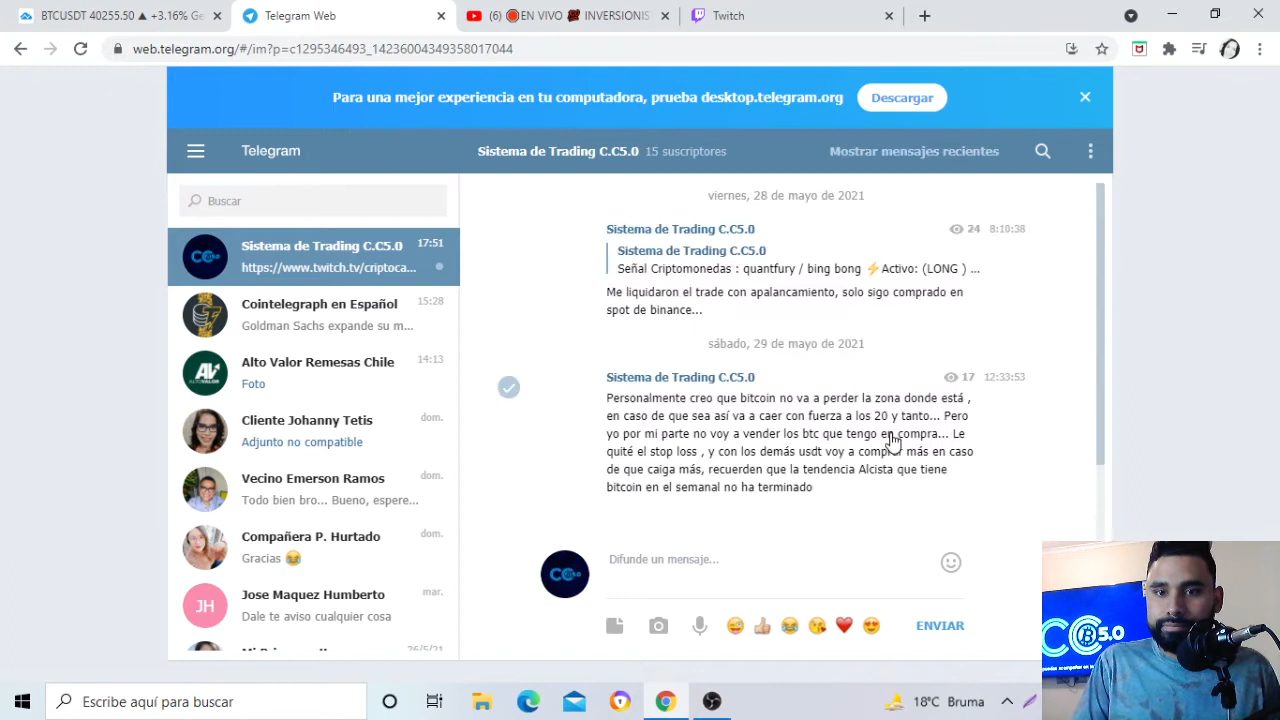 BTCUSDT 40255.50 ▲ +3.16% Ge
Telegram Web
(6) 🔴EN VIVO INVERSIONIS
Twitch
web.telegram.org/#/im?p=c1295346493_14236004349358017044
Para una mejor experiencia en tu computadora, prueba desktop.telegram.org
Descargar
Telegram
Sistema de Trading C.C5.0 15 suscriptores
Mostrar mensajes recientes
Buscar
Sistema de Trading C.C5.0 17:51
https://www.twitch.tv/criptoca...
Cointelegraph en Español 15:28
Goldman Sachs expande su m...
Alto Valor Remesas Chile 14:13
Foto
Cliente Johanny Tetis dom.
Adjunto no compatible
Vecino Emerson Ramos dom.
Todo bien bro... Bueno, espere...
Compañera P. Hurtado dom.
Gracias 😂
JH
Jose Maquez Humberto mar.
Dale te aviso cualquier cosa
26/5/21
viernes, 28 de mayo de 2021
Sistema de Trading C.C5.0 24 8:10:38
Sistema de Trading C.C5.0
Señal Criptomonedas : quantfury / bing bong ⚡Activo: (LONG ) ...
Me liquidaron el trade con apalancamiento, solo sigo comprado en
spot de binance...
sábado, 29 de mayo de 2021
Sistema de Trading C.C5.0 17 12:33:53
Personalmente creo que bitcoin no va a perder la zona donde está ,
en caso de que sea así va a caer con fuerza a los 20 y tanto... Pero
yo por mi parte no voy a vender los btc que tengo en compra... Le
quité el stop loss , y con los demás usdt voy a comprar más en caso
de que caiga más, recuerden que la tendencia Alcista que tiene
bitcoin en el semanal no ha terminado
Difunde un mensaje...
ENVIAR
Escribe aquí para buscar
18°C Bruma
5.0